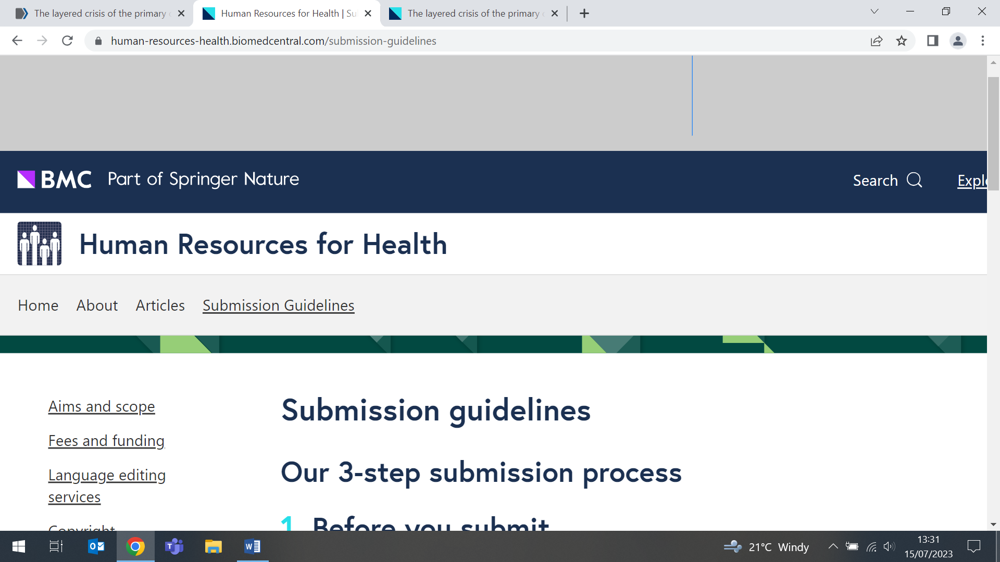 The layered crisis of the primary
Human Resources for Health | Su
The layered crisis of the primary
human-resources-health.biomedcentral.com/submission-guidelines
BMC Part of Springer Nature
Search
Explo
Human Resources for Health
Home About Articles Submission Guidelines
Aims and scope
Fees and funding
Language editing
services
Copyright
Submission guidelines
Our 3-step submission process
1 Before you submit
21°C Windy
13:31
15/07/2023